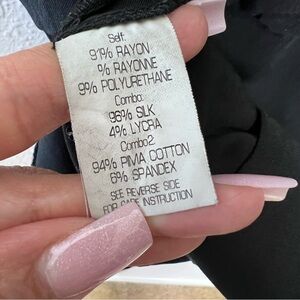 Self:
91% RAYON
% RAYONNE
9% POLYURETHANE
Combo:
96% SILK
4% LYCRA
Combo2
94% PIMA COTTON
6% SPANDEX
SEE REVERSE SIDE
FOR CARE INSTRUCTION